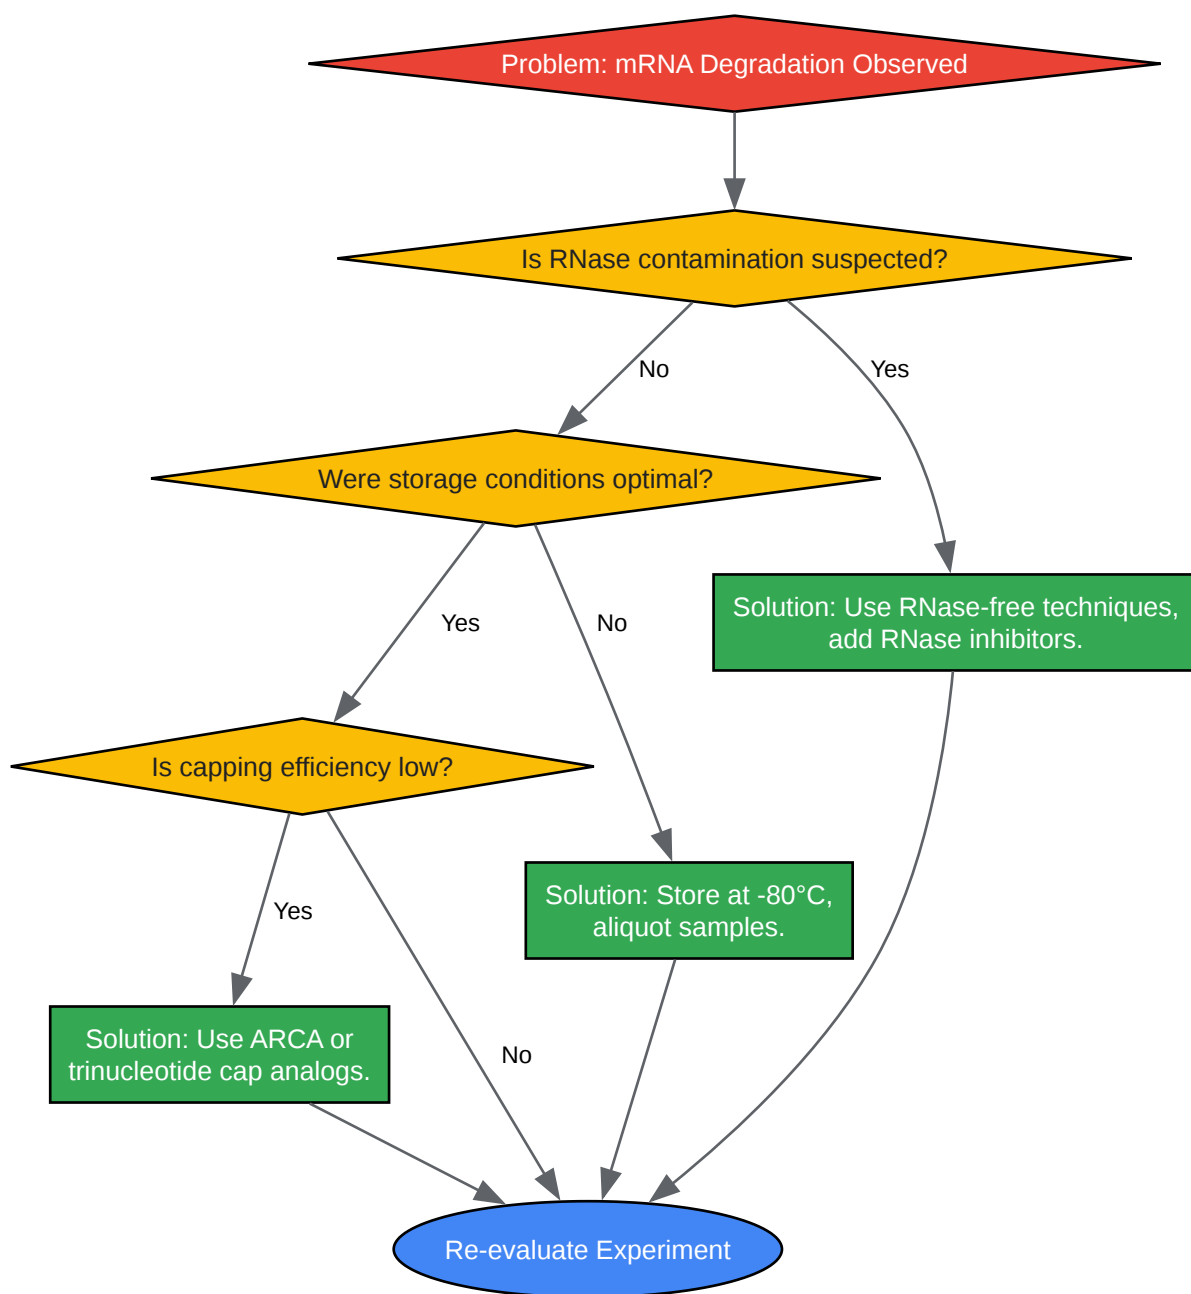 Problem: mRNA Degradation Observed
Is RNase contamination suspected?
No
Yes
Were storage conditions optimal?
Solution: Use RNase-free techniques,
add RNase inhibitors.
Yes
No
Is capping efficiency low?
Solution: Store at -80°C,
aliquot samples.
Yes
Solution: Use ARCA or
trinucleotide cap analogs.
No
Re-evaluate Experiment